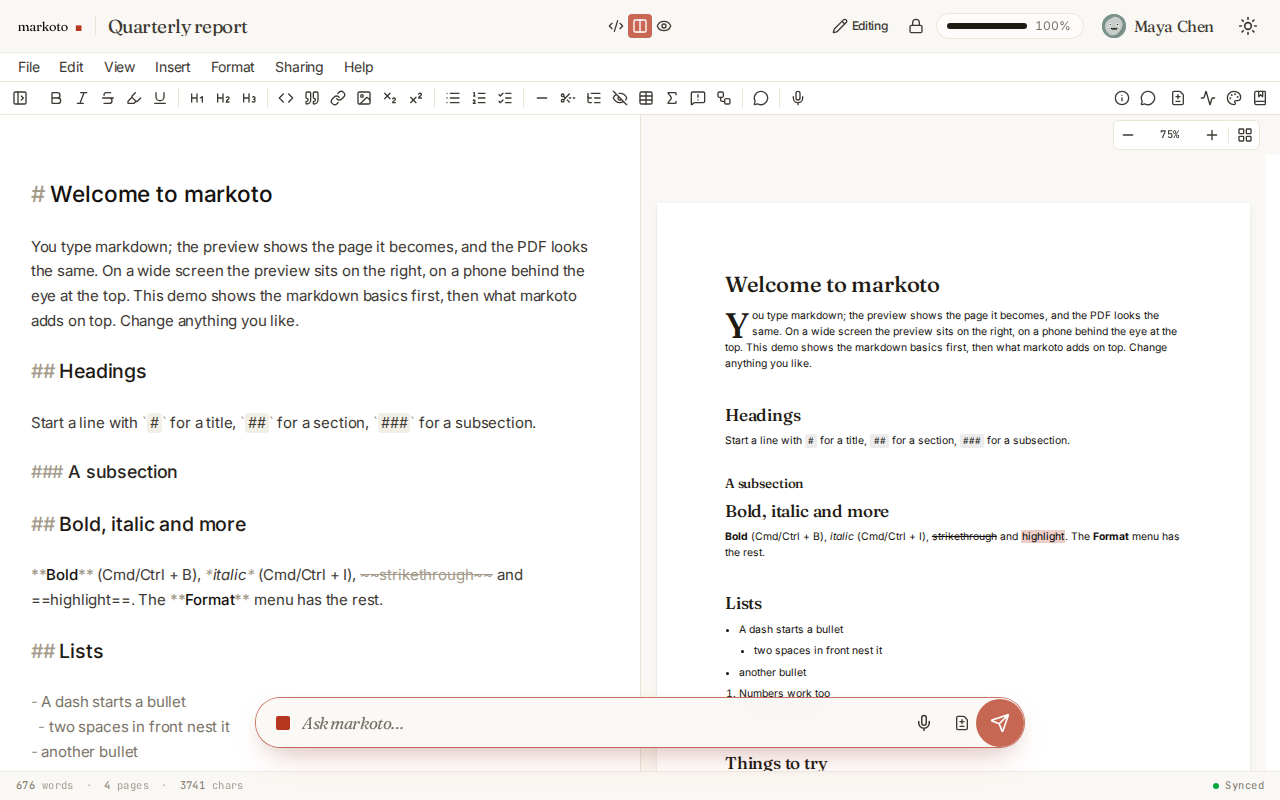 markoto
Quarterly report
Editing
100%
Maya Chen
File Edit View Insert Format Sharing Help
H1 H2 H3
75%
# Welcome to markoto
You type markdown; the preview shows the page it becomes, and the PDF looks
the same. On a wide screen the preview sits on the right, on a phone behind the
eye at the top. This demo shows the markdown basics first, then what markoto
adds on top. Change anything you like.
## Headings
Start a line with `#` for a title, `##` for a section, `###` for a subsection.
### A subsection
## Bold, italic and more
**Bold** (Cmd/Ctrl + B), *italic* (Cmd/Ctrl + I), ~~strikethrough~~ and
==highlight==. The **Format** menu has the rest.
## Lists
- A dash starts a bullet
- two spaces in front nest it
- another bullet
Welcome to markoto
You type markdown; the preview shows the page it becomes, and the PDF looks the
same. On a wide screen the preview sits on the right, on a phone behind the eye at the
top. This demo shows the markdown basics first, then what markoto adds on top. Change
anything you like.
Headings
Start a line with # for a title, ## for a section, ### for a subsection.
A subsection
Bold, italic and more
Bold (Cmd/Ctrl + B), italic (Cmd/Ctrl + I), strikethrough and highlight. The Format menu has
the rest.
Lists
• A dash starts a bullet
• two spaces in front nest it
• another bullet
1. Numbers work too
Things to try
Ask markoto...
676 words · 4 pages · 3741 chars
Synced